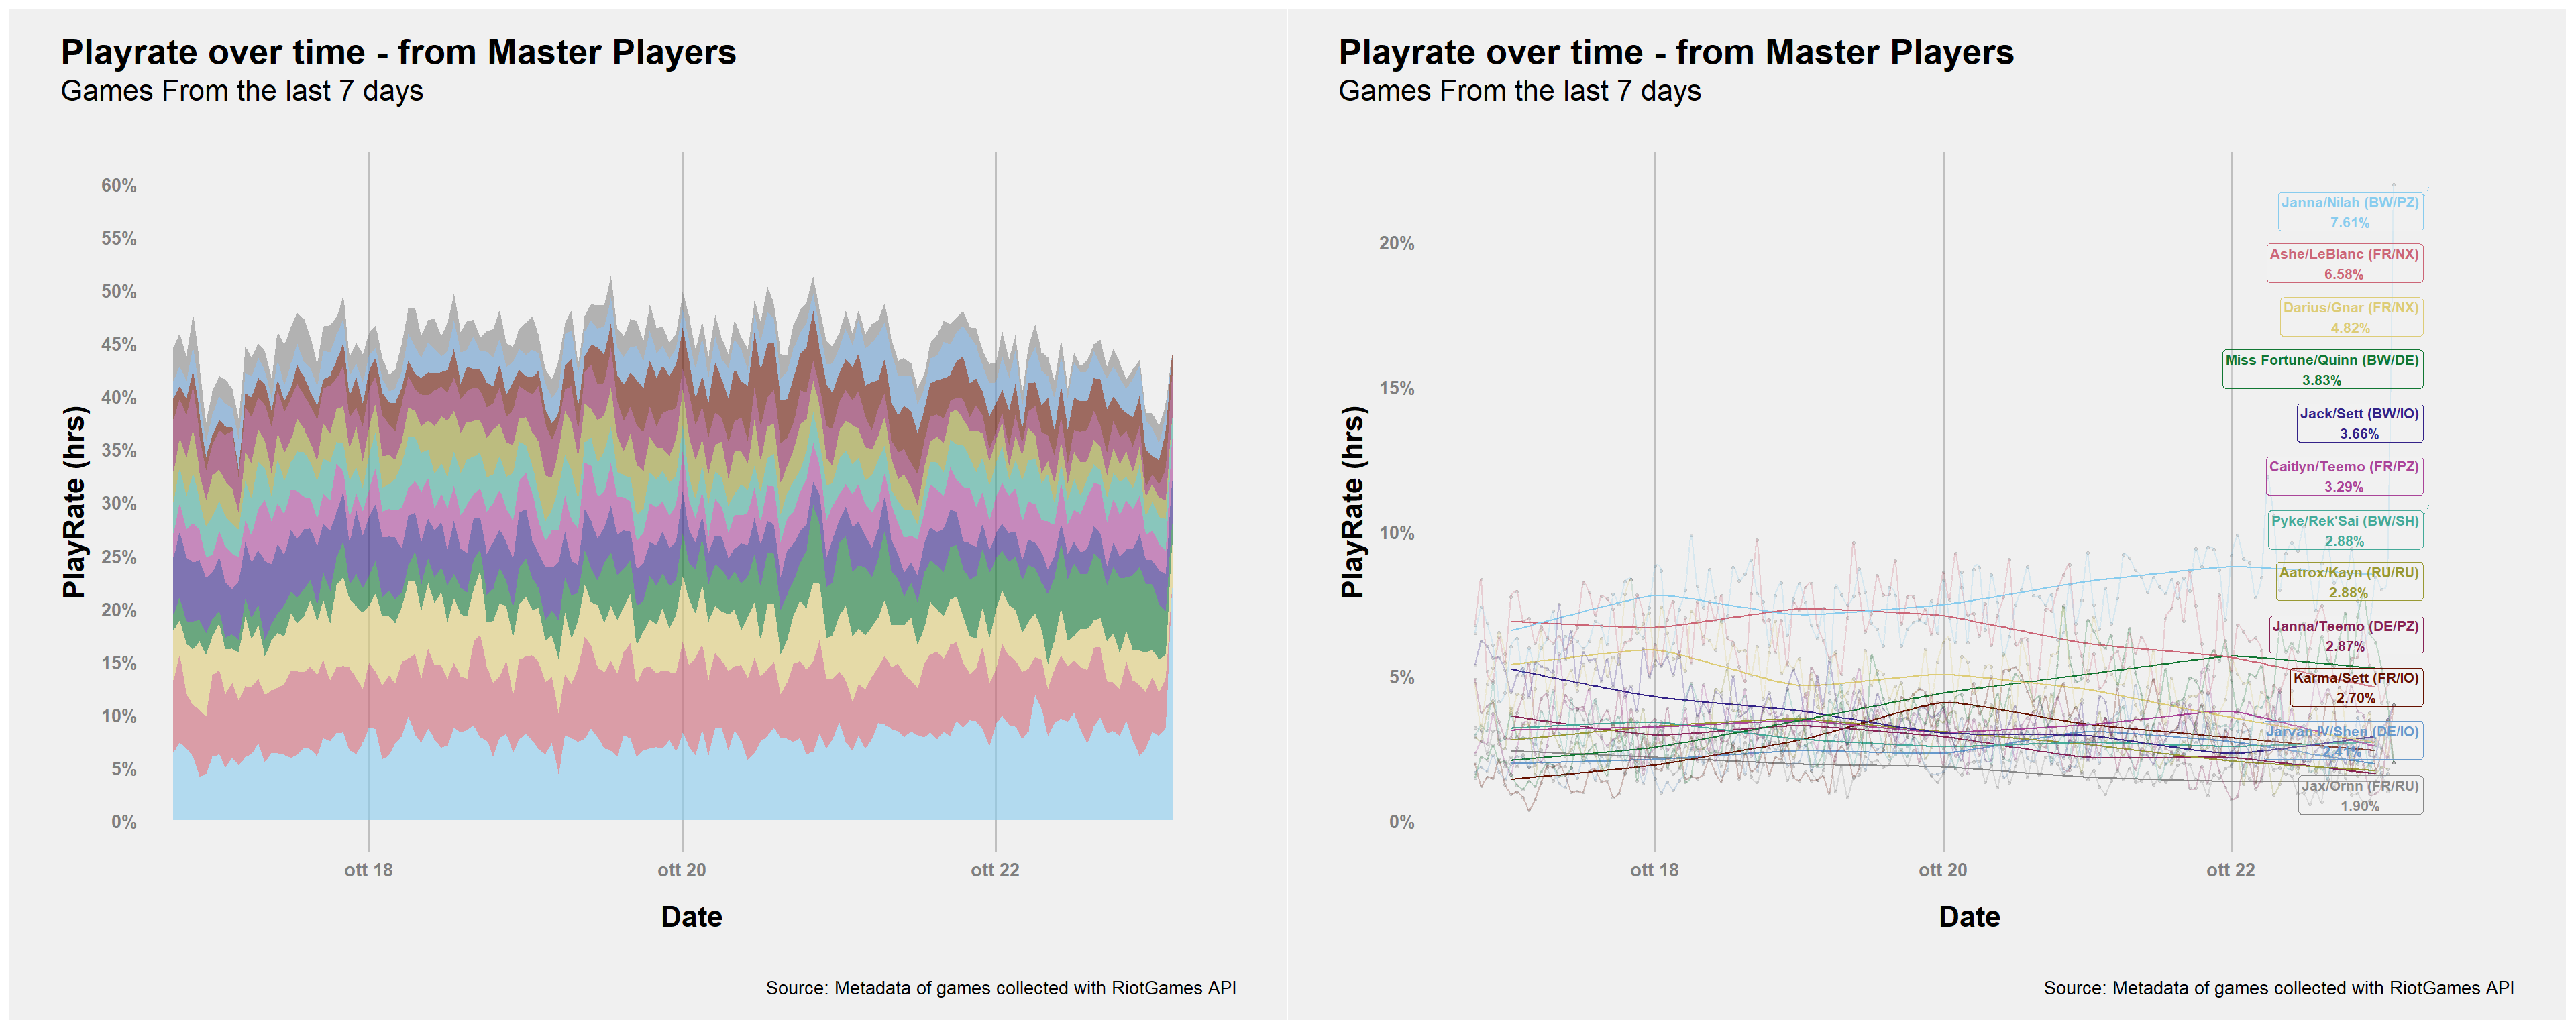 Playrate over time - from Master Players
Games From the last 7 days
PlayRate (hrs)
60%
55%
50%
45%
40%
35%
30%
25%
20%
15%
10%
5%
0%
ott 18
ott 20
ott 22
Date
Source: Metadata of games collected with RiotGames API
Playrate over time - from Master Players
Games From the last 7 days
PlayRate (hrs)
20%
15%
10%
5%
0%
Janna/Nilah (BW/PZ)
7.61%
Ashe/LeBlanc (FR/NX)
6.58%
Darius/Gnar (FR/NX)
4.82%
Miss Fortune/Quinn (BW/DE)
3.83%
Jack/Sett (BW/IO)
3.66%
Caitlyn/Teemo (FR/PZ)
3.29%
Pyke/Rek'Sai (BW/SH)
2.88%
Aatrox/Kayn (RU/RU)
2.88%
Janna/Teemo (DE/PZ)
2.87%
Karma/Sett (FR/IO)
2.70%
Jarvan IV/Shen (DE/IO)
2.41%
Jax/Ornn (FR/RU)
1.90%
ott 18
ott 20
ott 22
Date
Source: Metadata of games collected with RiotGames API